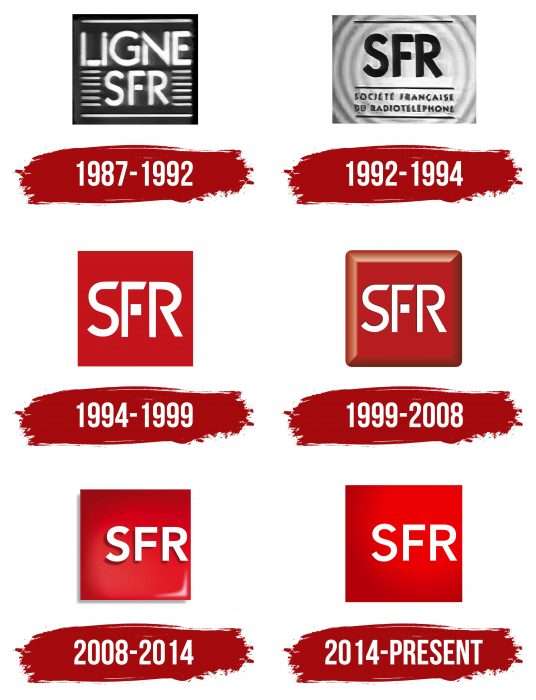 LiGNE
SFR
SFR
SOCIÉTÉ FRANÇAISE
DU RADIOTÉLÉPHONE
1987-1992
1992-1994
SFR
SFR
1994-1999
1999-2008
SFR
SFR
2008-2014
2014-PRESENT